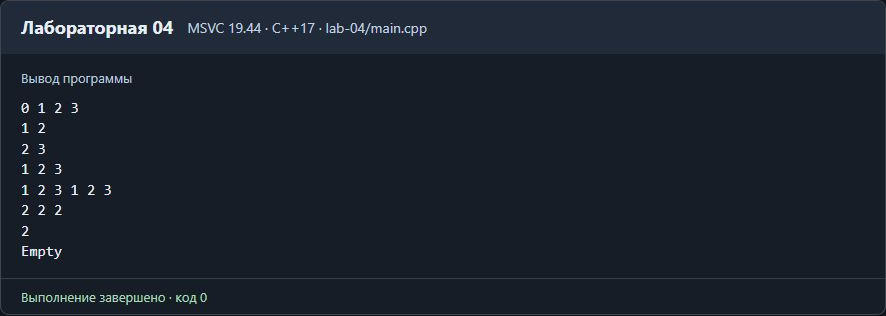 Лабораторная 04 MSVC 19.44 · C++17 · lab-04/main.cpp
Вывод программы
0 1 2 3
1 2
2 3
1 2 3
1 2 3 1 2 3
2 2 2
2
Empty
Выполнение завершено · код 0